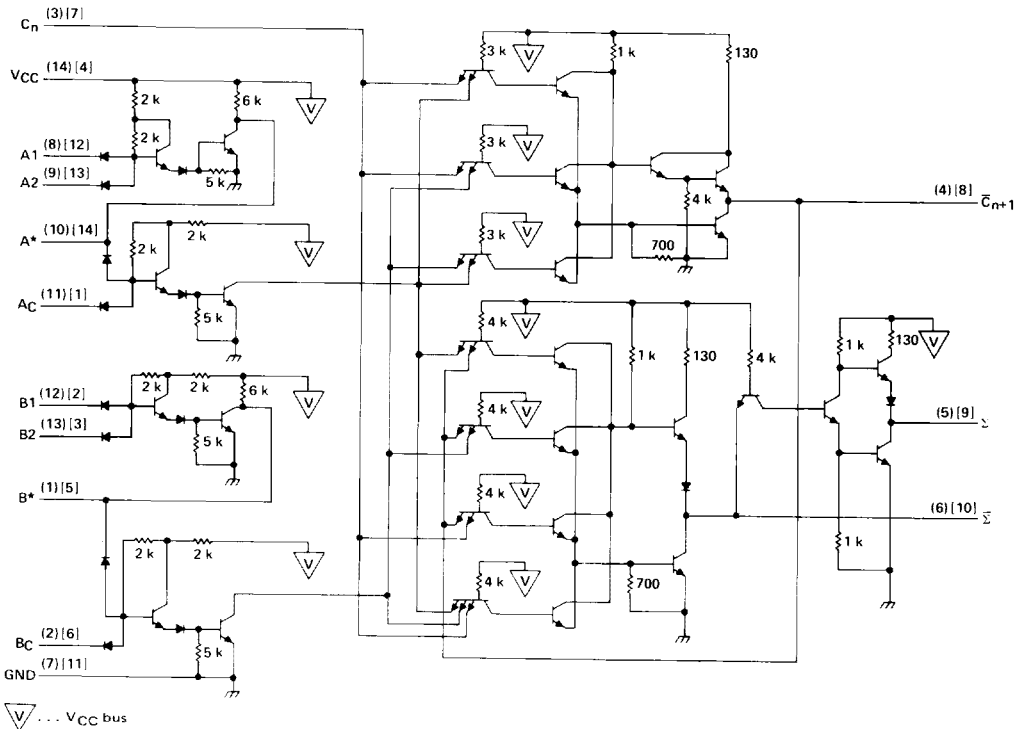 Cn (3) [7]
VCC (14) [4]
2 k
6 k
V
2 k
A1 (8) [12]
A2 (9) [13]
5 k
A* (10) [14]
2 k
2 k
V
AC (11) [1]
5 k
2 k
2 k
6 k
V
B1 (12) [2]
B2 (13) [3]
5 k
B* (1) [5]
2 k
2 k
V
BC (2) [6]
5 k
GND (7) [11]
V ... VCC bus
3 k
V
1 k
130
3 k
V
4 k
(4) [8] C̅n+1
3 k
V
700
4 k
V
1 k
130
4 k
1 k
130
V
4 k
V
(5) [9] Σ
4 k
V
(6) [10] Σ̅
4 k
V
700
1 k